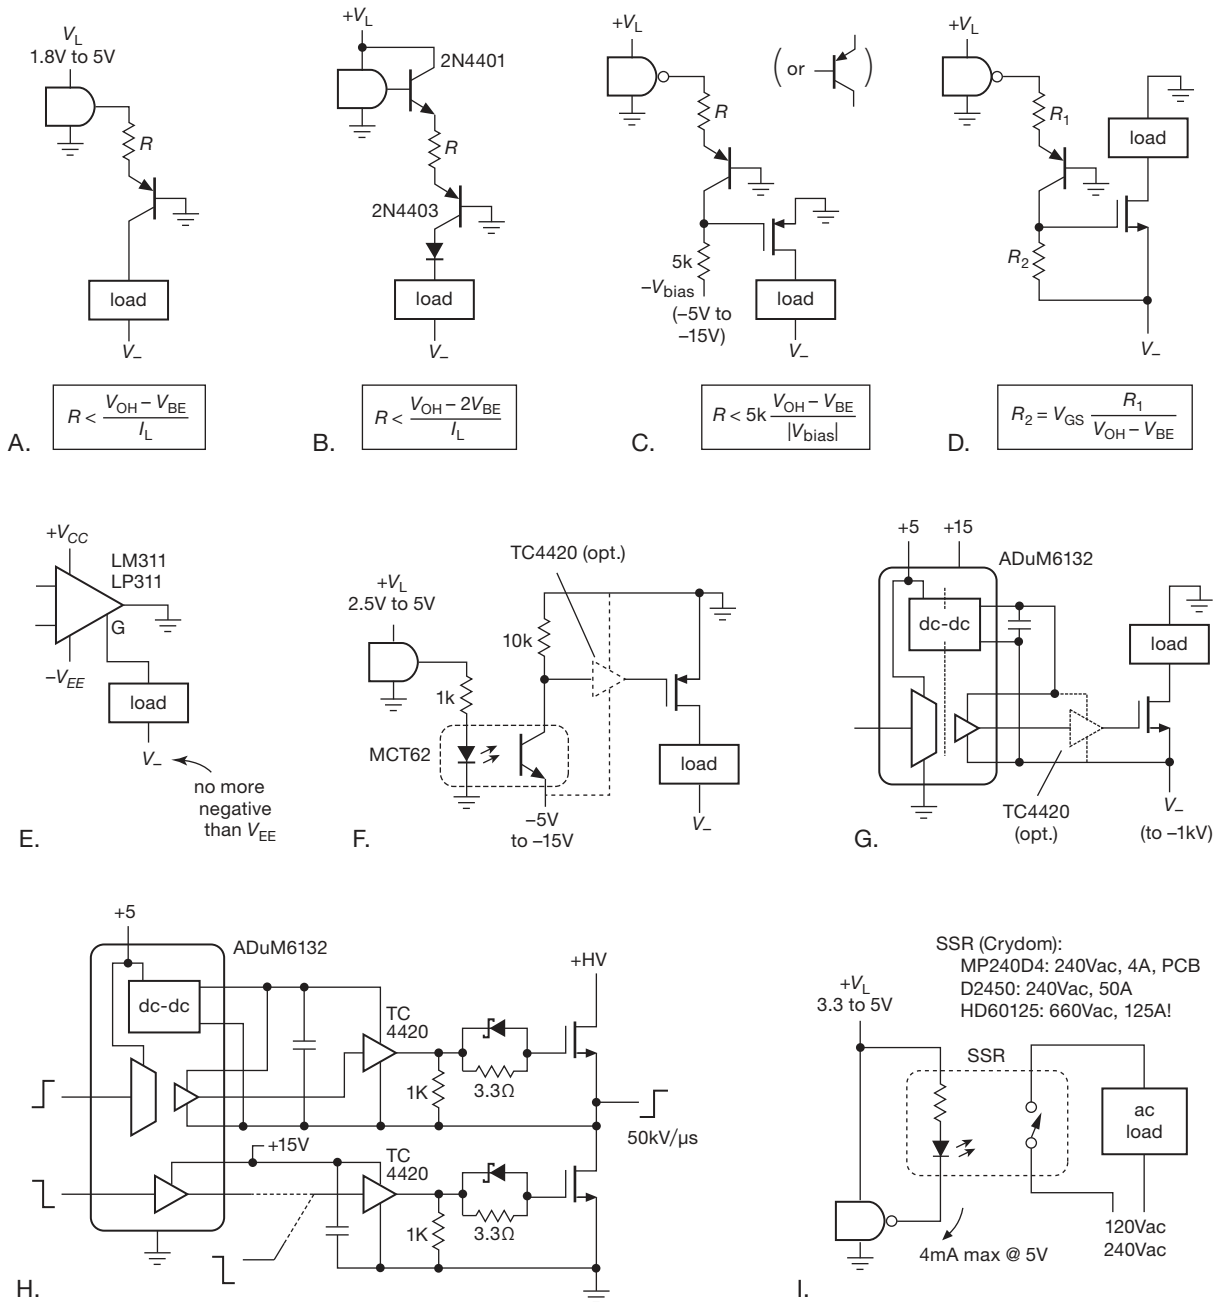 V_L
1.8V to 5V
R
load
V_–
R < (V_OH – V_BE) / I_L
A.
+V_L
2N4401
R
2N4403
load
V_–
R < (V_OH – 2V_BE) / I_L
B.
+V_L
(or )
R
5k
–V_bias
(–5V to
–15V)
load
V_–
R < 5k (V_OH – V_BE) / |V_bias|
C.
+V_L
R_1
load
R_2
V_–
R_2 = V_GS R_1 / (V_OH – V_BE)
D.
+V_CC
LM311
LP311
G
–V_EE
load
V_–
no more
negative
than V_EE
E.
TC4420 (opt.)
+V_L
2.5V to 5V
10k
1k
MCT62
load
–5V
to –15V
V_–
F.
+5
+15
ADuM6132
dc-dc
load
TC4420
(opt.)
V_–
(to –1kV)
G.
+5
ADuM6132
dc-dc
+HV
TC
4420
1K
3.3Ω
50kV/µs
+15V
TC
4420
1K
3.3Ω
H.
SSR (Crydom):
MP240D4: 240Vac, 4A, PCB
D2450: 240Vac, 50A
HD60125: 660Vac, 125A!
+V_L
3.3 to 5V
SSR
ac
load
120Vac
240Vac
4mA max @ 5V
I.